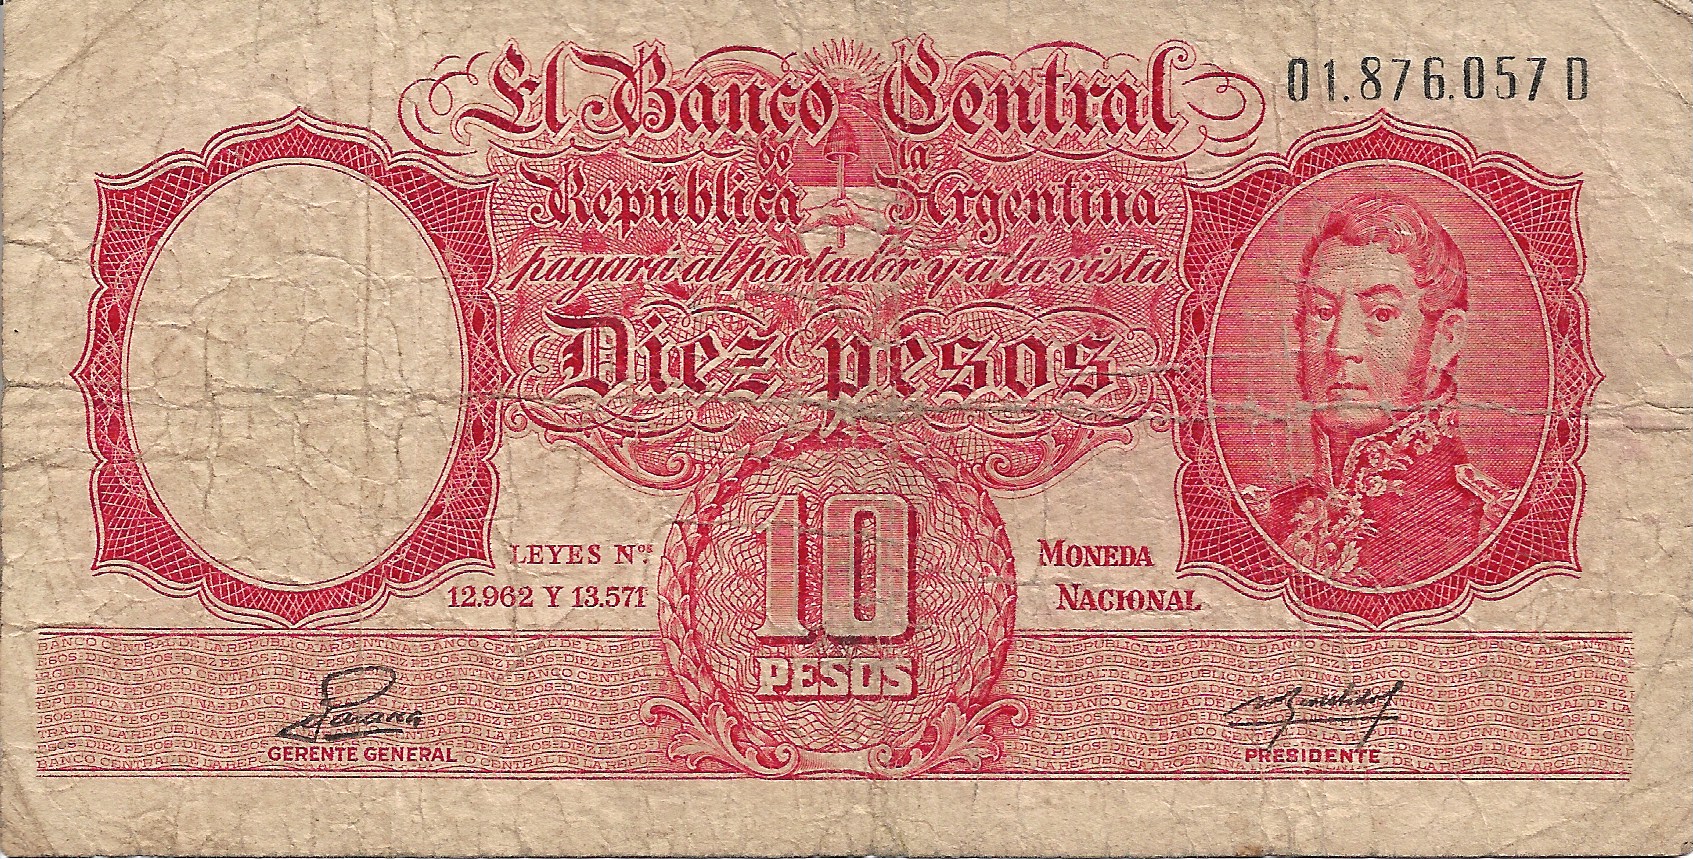 El Banco Central
01.876.057 D
de la
República Argentina
pagará al portador y a la vista
Diez pesos
LEYES Nos.
12.962 Y 13.571
10
PESOS
MONEDA
NACIONAL
GERENTE GENERAL
PRESIDENTE